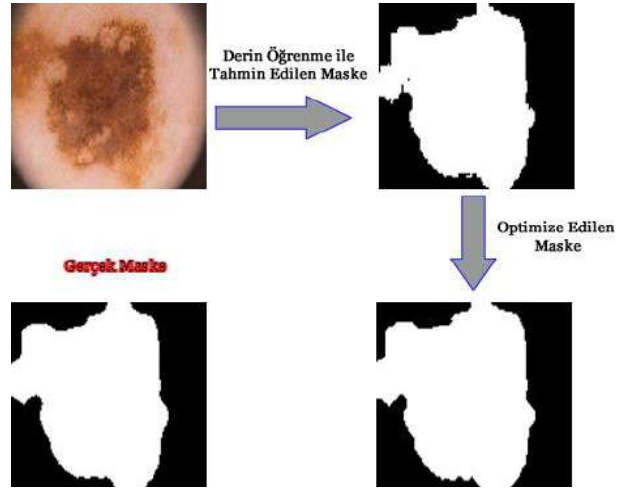 Derin Öğrenme ile
Tahmin Edilen Maske
Optimize Edilen
Maske
Gerçek Maske